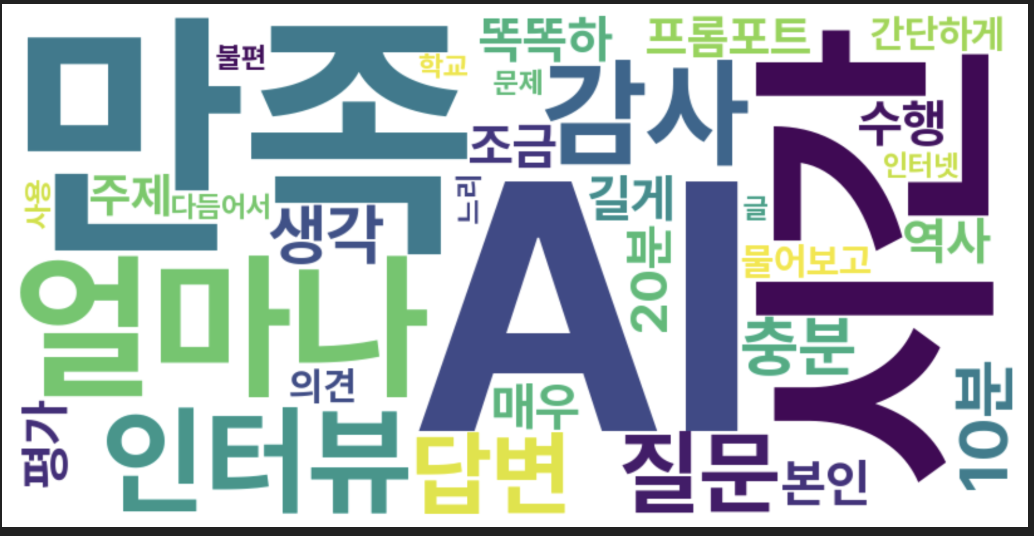 만족
불편
학교
똑똑하
프롬포트
간단하게
문제
감사
시간
수행
조금
인터넷
사용
주제
다듬어서
생각
느리
AI
길게
글
20분
물어보고
역사
얼마나
충분
의견
매우
10분
평가
인터뷰
답변
질문
본인